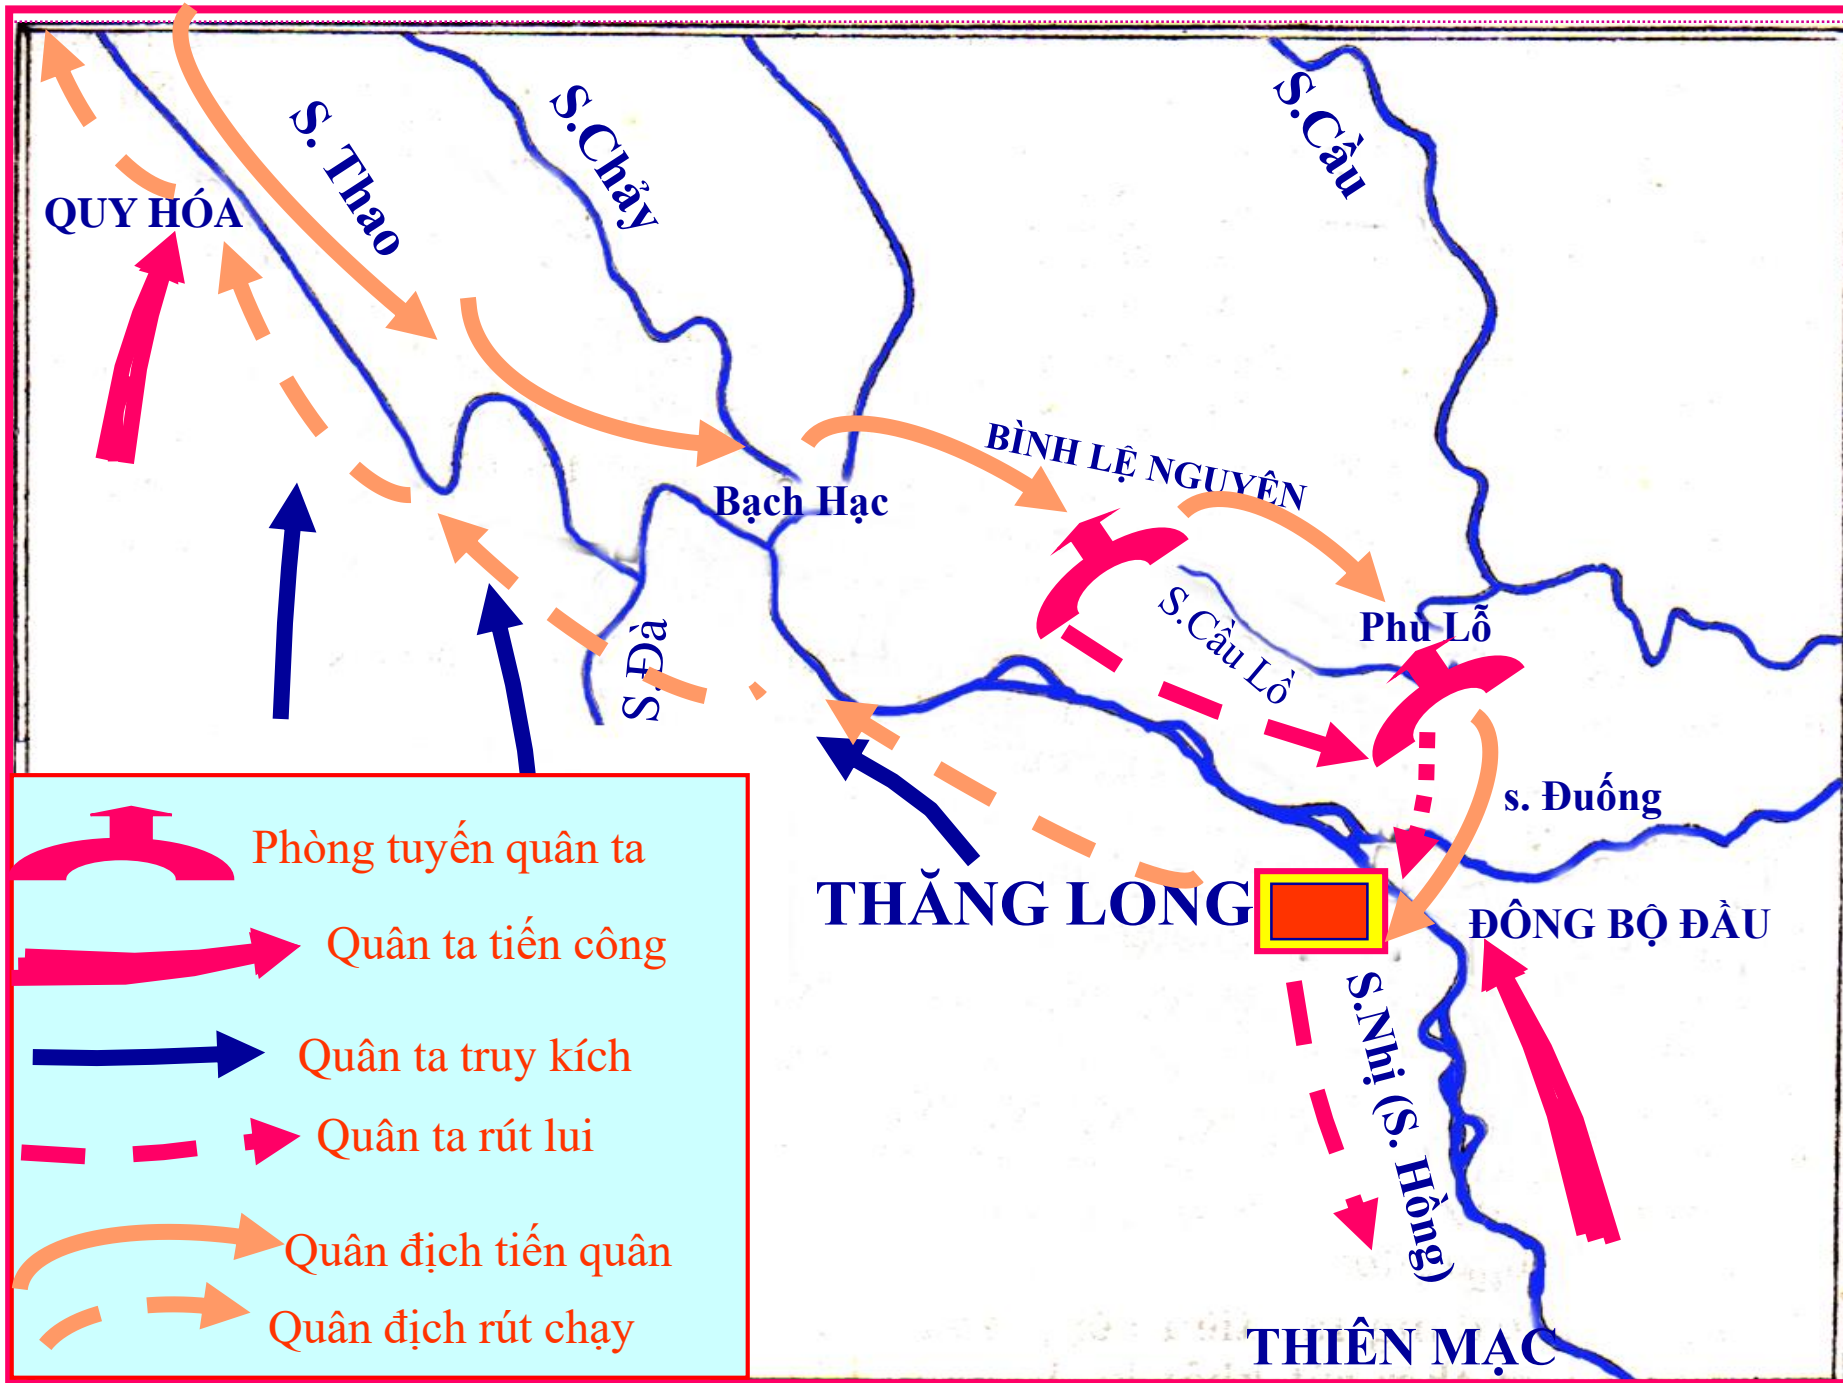 S. Thao
S.Chảy
S.Cầu
QUY HÓA
BÌNH LỆ NGUYÊN
Bạch Hạc
S.Cầu Lồ
Phù Lỗ
S.Đà
s. Đuống
THĂNG LONG
ĐÔNG BỘ ĐẦU
S.Nhị (S. Hồng)
THIÊN MẠC
Phòng tuyến quân ta
Quân ta tiến công
Quân ta truy kích
Quân ta rút lui
Quân địch tiến quân
Quân địch rút chạy